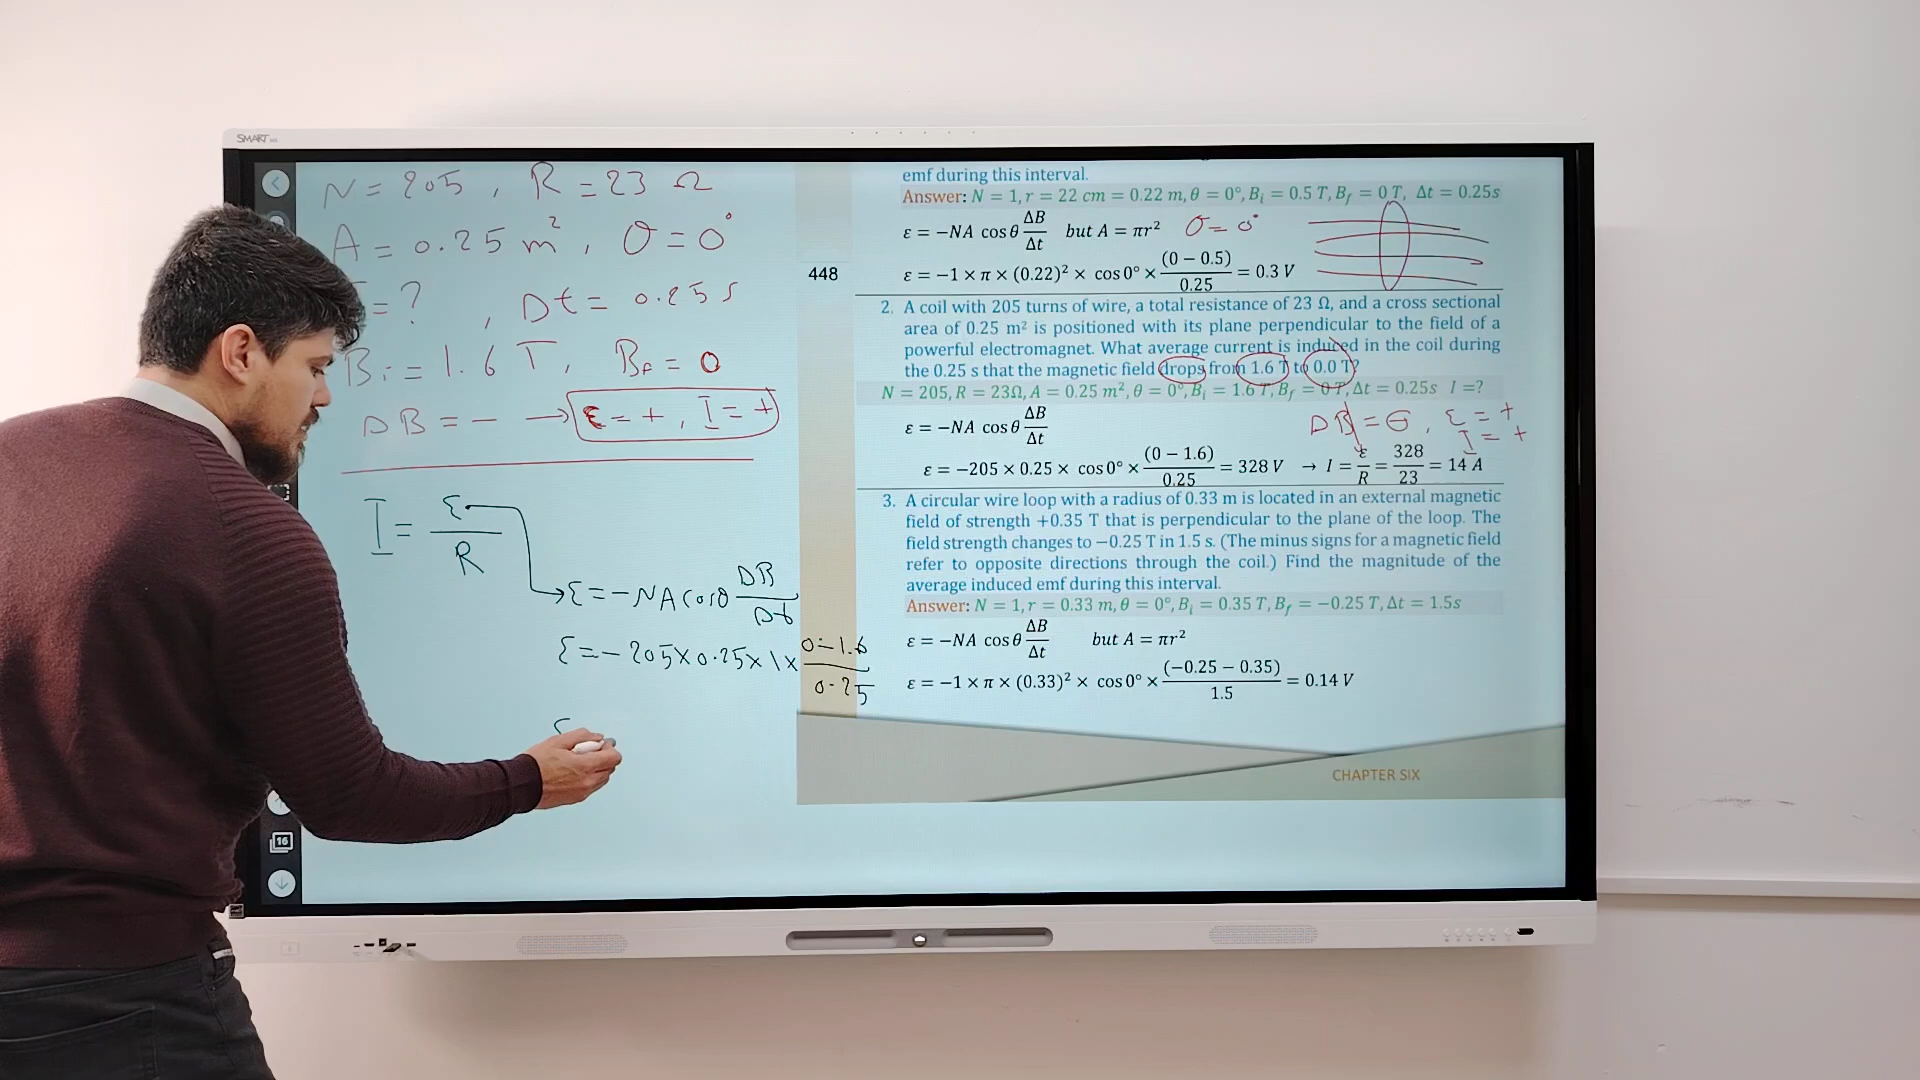 SMART
N = 205 , R = 23 Ω
A = 0.25 m² , θ = 0°
= ? , Δt = 0.25 s
Bi = 1.6 T , Bf = 0
ΔB = − → ε = + , I = +
I = ε/R
ε = −NA cosθ ΔB/Δt
ε = − 205 × 0.25 × 1 × 0 − 1.6/0.25
ε
448
emf during this interval.
Answer: N = 1, r = 22 cm = 0.22 m, θ = 0°, Bi = 0.5 T, Bf = 0 T, Δt = 0.25s
ε = −NA cos θ ΔB/Δt but A = πr² θ = 0°
ε = −1 × π × (0.22)² × cos 0° × (0 − 0.5)/0.25 = 0.3 V
2. A coil with 205 turns of wire, a total resistance of 23 Ω, and a cross sectional
area of 0.25 m² is positioned with its plane perpendicular to the field of a
powerful electromagnet. What average current is induced in the coil during
the 0.25 s that the magnetic field drops from 1.6 T to 0.0 T?
N = 205, R = 23Ω, A = 0.25 m², θ = 0°, Bi = 1.6 T, Bf = 0 T, Δt = 0.25s I =?
ε = −NA cos θ ΔB/Δt
ΔB = ⊖ , ε = +
I = +
ε = −205 × 0.25 × cos 0° × (0 − 1.6)/0.25 = 328 V → I = ε/R = 328/23 = 14 A
3. A circular wire loop with a radius of 0.33 m is located in an external magnetic
field of strength +0.35 T that is perpendicular to the plane of the loop. The
field strength changes to −0.25 T in 1.5 s. (The minus signs for a magnetic field
refer to opposite directions through the coil.) Find the magnitude of the
average induced emf during this interval.
Answer: N = 1, r = 0.33 m, θ = 0°, Bi = 0.35 T, Bf = −0.25 T, Δt = 1.5s
ε = −NA cos θ ΔB/Δt but A = πr²
ε = −1 × π × (0.33)² × cos 0° × (−0.25 − 0.35)/1.5 = 0.14 V
CHAPTER SIX
16